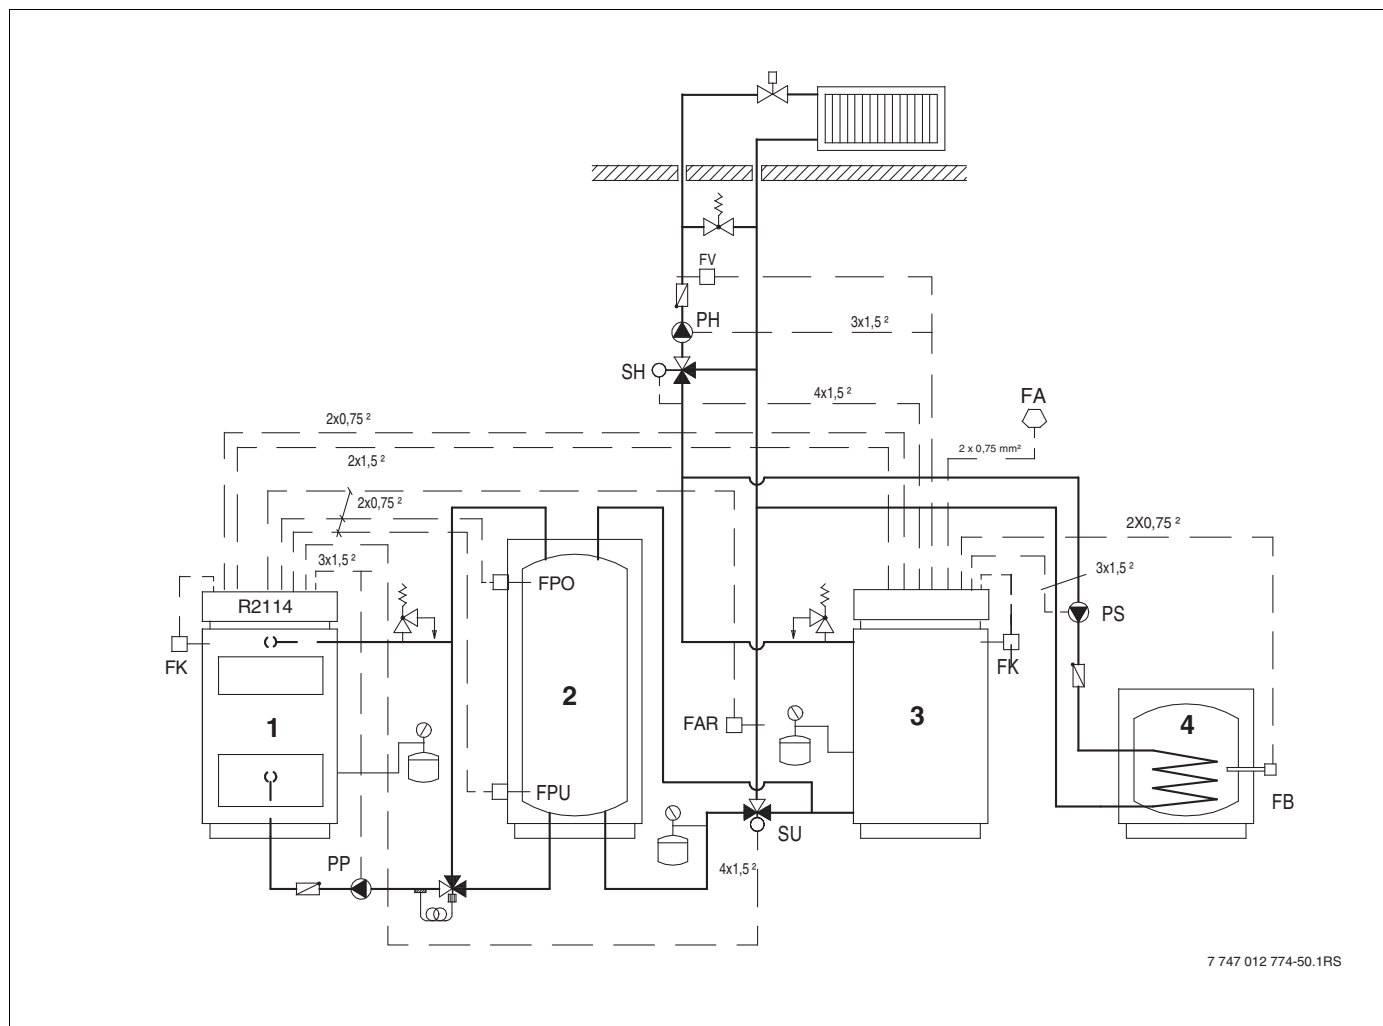 FV
PH
3x1,5 ²
SH
4x1,5 ²
FA
2x0,75 ²
2 x 0,75 mm²
2x1,5 ²
2x0,75 ²
2X0,75 ²
3x1,5 ²
3x1,5 ²
FPO
R2114
PS
FK
FK
2
1
3
4
FAR
FPU
FB
SU
PP
4x1,5 ²
7 747 012 774-50.1RS